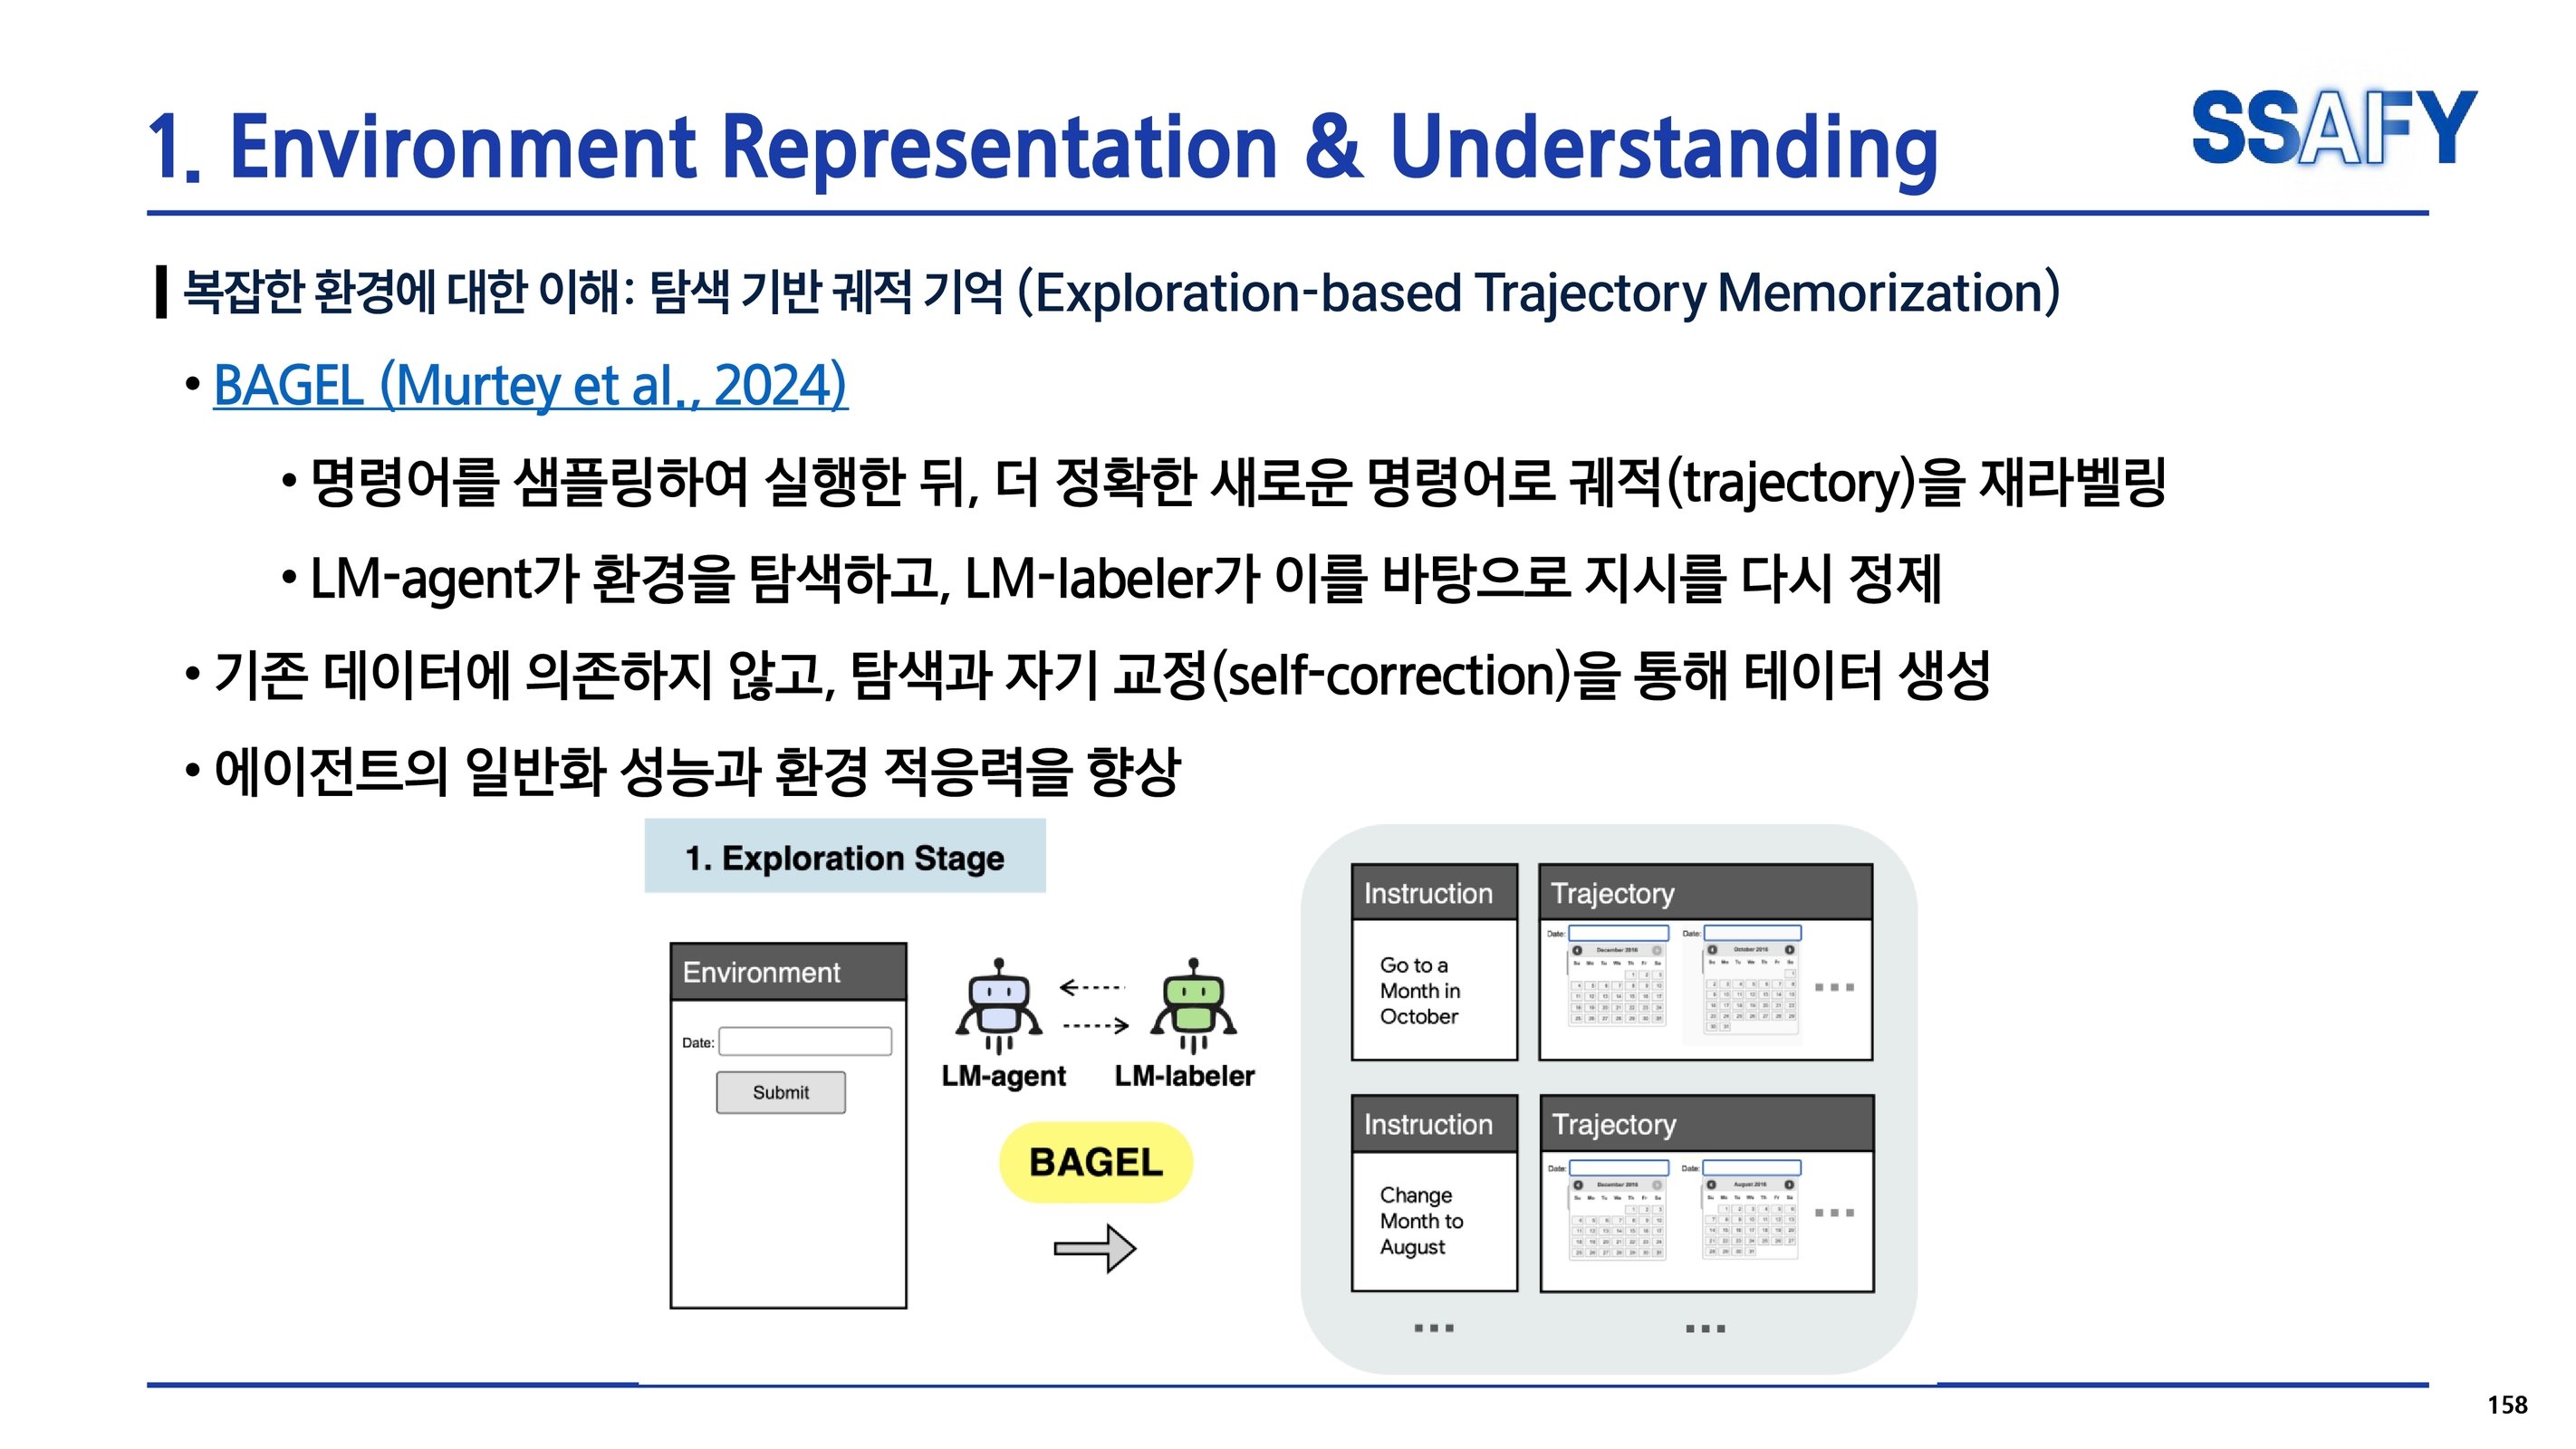 1. Environment Representation & Understanding
SSAFY
복잡한 환경에 대한 이해: 탐색 기반 궤적 기억 (Exploration-based Trajectory Memorization)
• BAGEL (Murtey et al., 2024)
• 명령어를 샘플링하여 실행한 뒤, 더 정확한 새로운 명령어로 궤적(trajectory)을 재라벨링
• LM-agent가 환경을 탐색하고, LM-labeler가 이를 바탕으로 지시를 다시 정제
• 기존 데이터에 의존하지 않고, 탐색과 자기 교정(self-correction)을 통해 테이터 생성
• 에이전트의 일반화 성능과 환경 적응력을 향상
1. Exploration Stage
Environment
Date:
Submit
LM-agent
LM-labeler
BAGEL
Instruction
Go to a
Month in
October
Trajectory
Date:
December 2016
Date:
October 2016
Instruction
Change
Month to
August
Trajectory
Date:
December 2016
Date:
August 2016
158